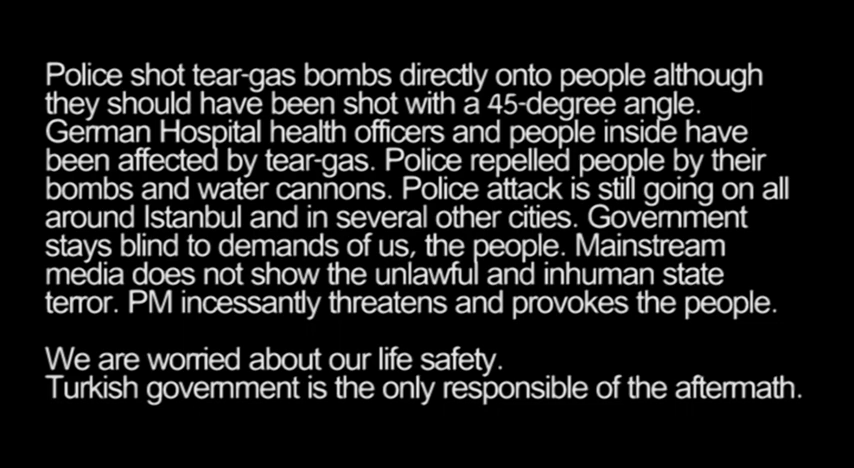 Police shot tear-gas bombs directly onto people although
they should have been shot with a 45-degree angle.
German Hospital health officers and people inside have
been affected by tear-gas. Police repelled people by their
bombs and water cannons. Police attack is still going on all
around Istanbul and in several other cities. Government
stays blind to demands of us, the people. Mainstream
media does not show the unlawful and inhuman state
terror. PM incessantly threatens and provokes the people.
We are worried about our life safety.
Turkish government is the only responsible of the aftermath.